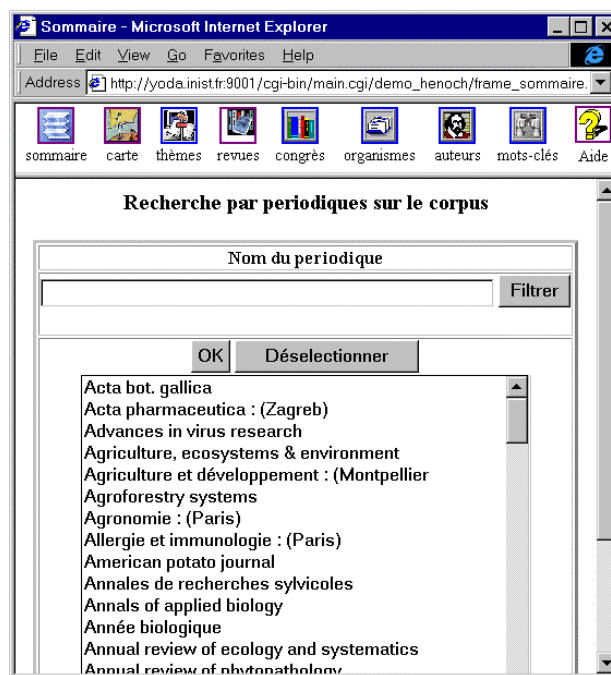 Sommaire - Microsoft Internet Explorer
File Edit View Go Favorites Help
Address http://yoda.inist.fr:9001/cgi-bin/main.cgi/demo_henoch/frame_sommaire.
sommaire carte thèmes revues congrès organismes auteurs mots-clés Aide
Recherche par periodiques sur le corpus
Nom du periodique
Filtrer
OK Déselectionner
Acta bot. gallica
Acta pharmaceutica : (Zagreb)
Advances in virus research
Agriculture, ecosystems & environment
Agriculture et développement : (Montpellier
Agroforestry systems
Agronomie : (Paris)
Allergie et immunologie : (Paris)
American potato journal
Annales de recherches sylvicoles
Annals of applied biology
Année biologique
Annual review of ecology and systematics
Annual review of phytopathology